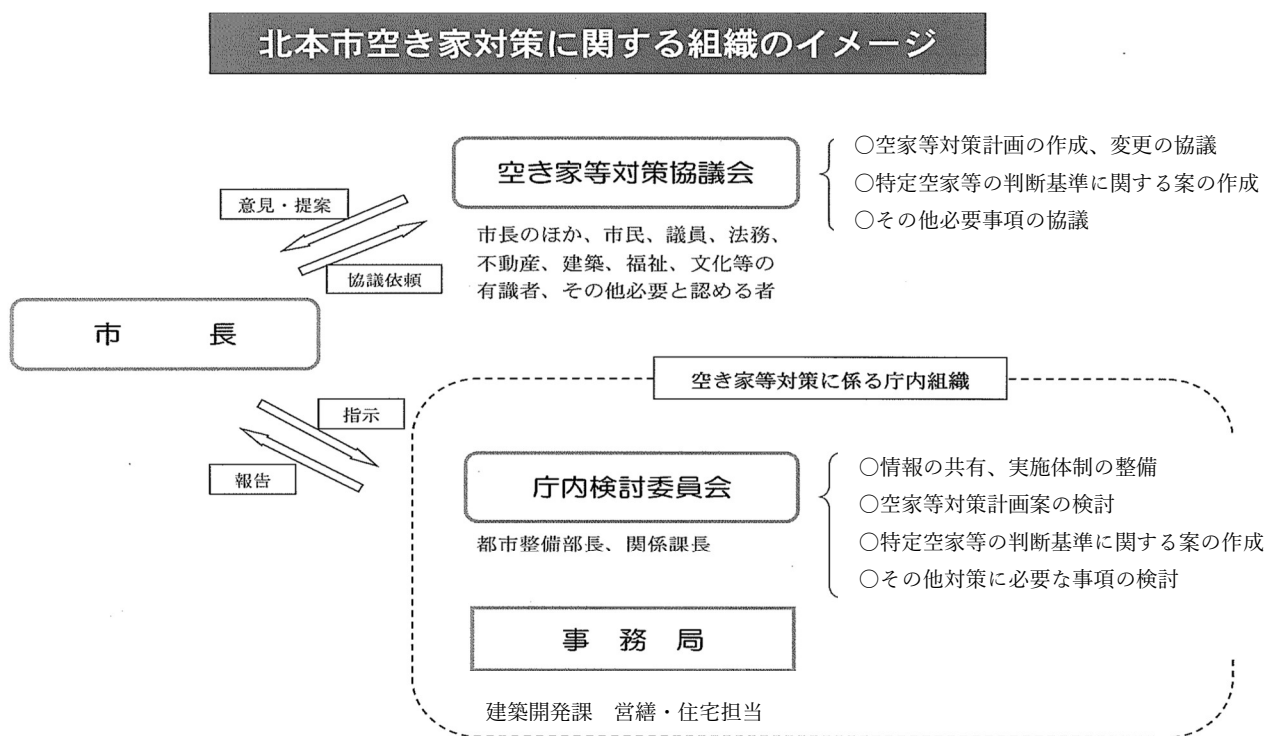 北本市空き家対策に関する組織のイメージ
空き家等対策協議会
市長のほか、市民、議員、法務、
不動産、建築、福祉、文化等の
有識者、その他必要と認める者
○空家等対策計画の作成、変更の協議
○特定空家等の判断基準に関する案の作成
○その他必要事項の協議
意見・提案
協議依頼
市　　長
指示
報告
空き家等対策に係る庁内組織
庁内検討委員会
都市整備部長、関係課長
○情報の共有、実施体制の整備
○空家等対策計画案の検討
○特定空家等の判断基準に関する案の作成
○その他対策に必要な事項の検討
事　務　局
建築開発課　営繕・住宅担当